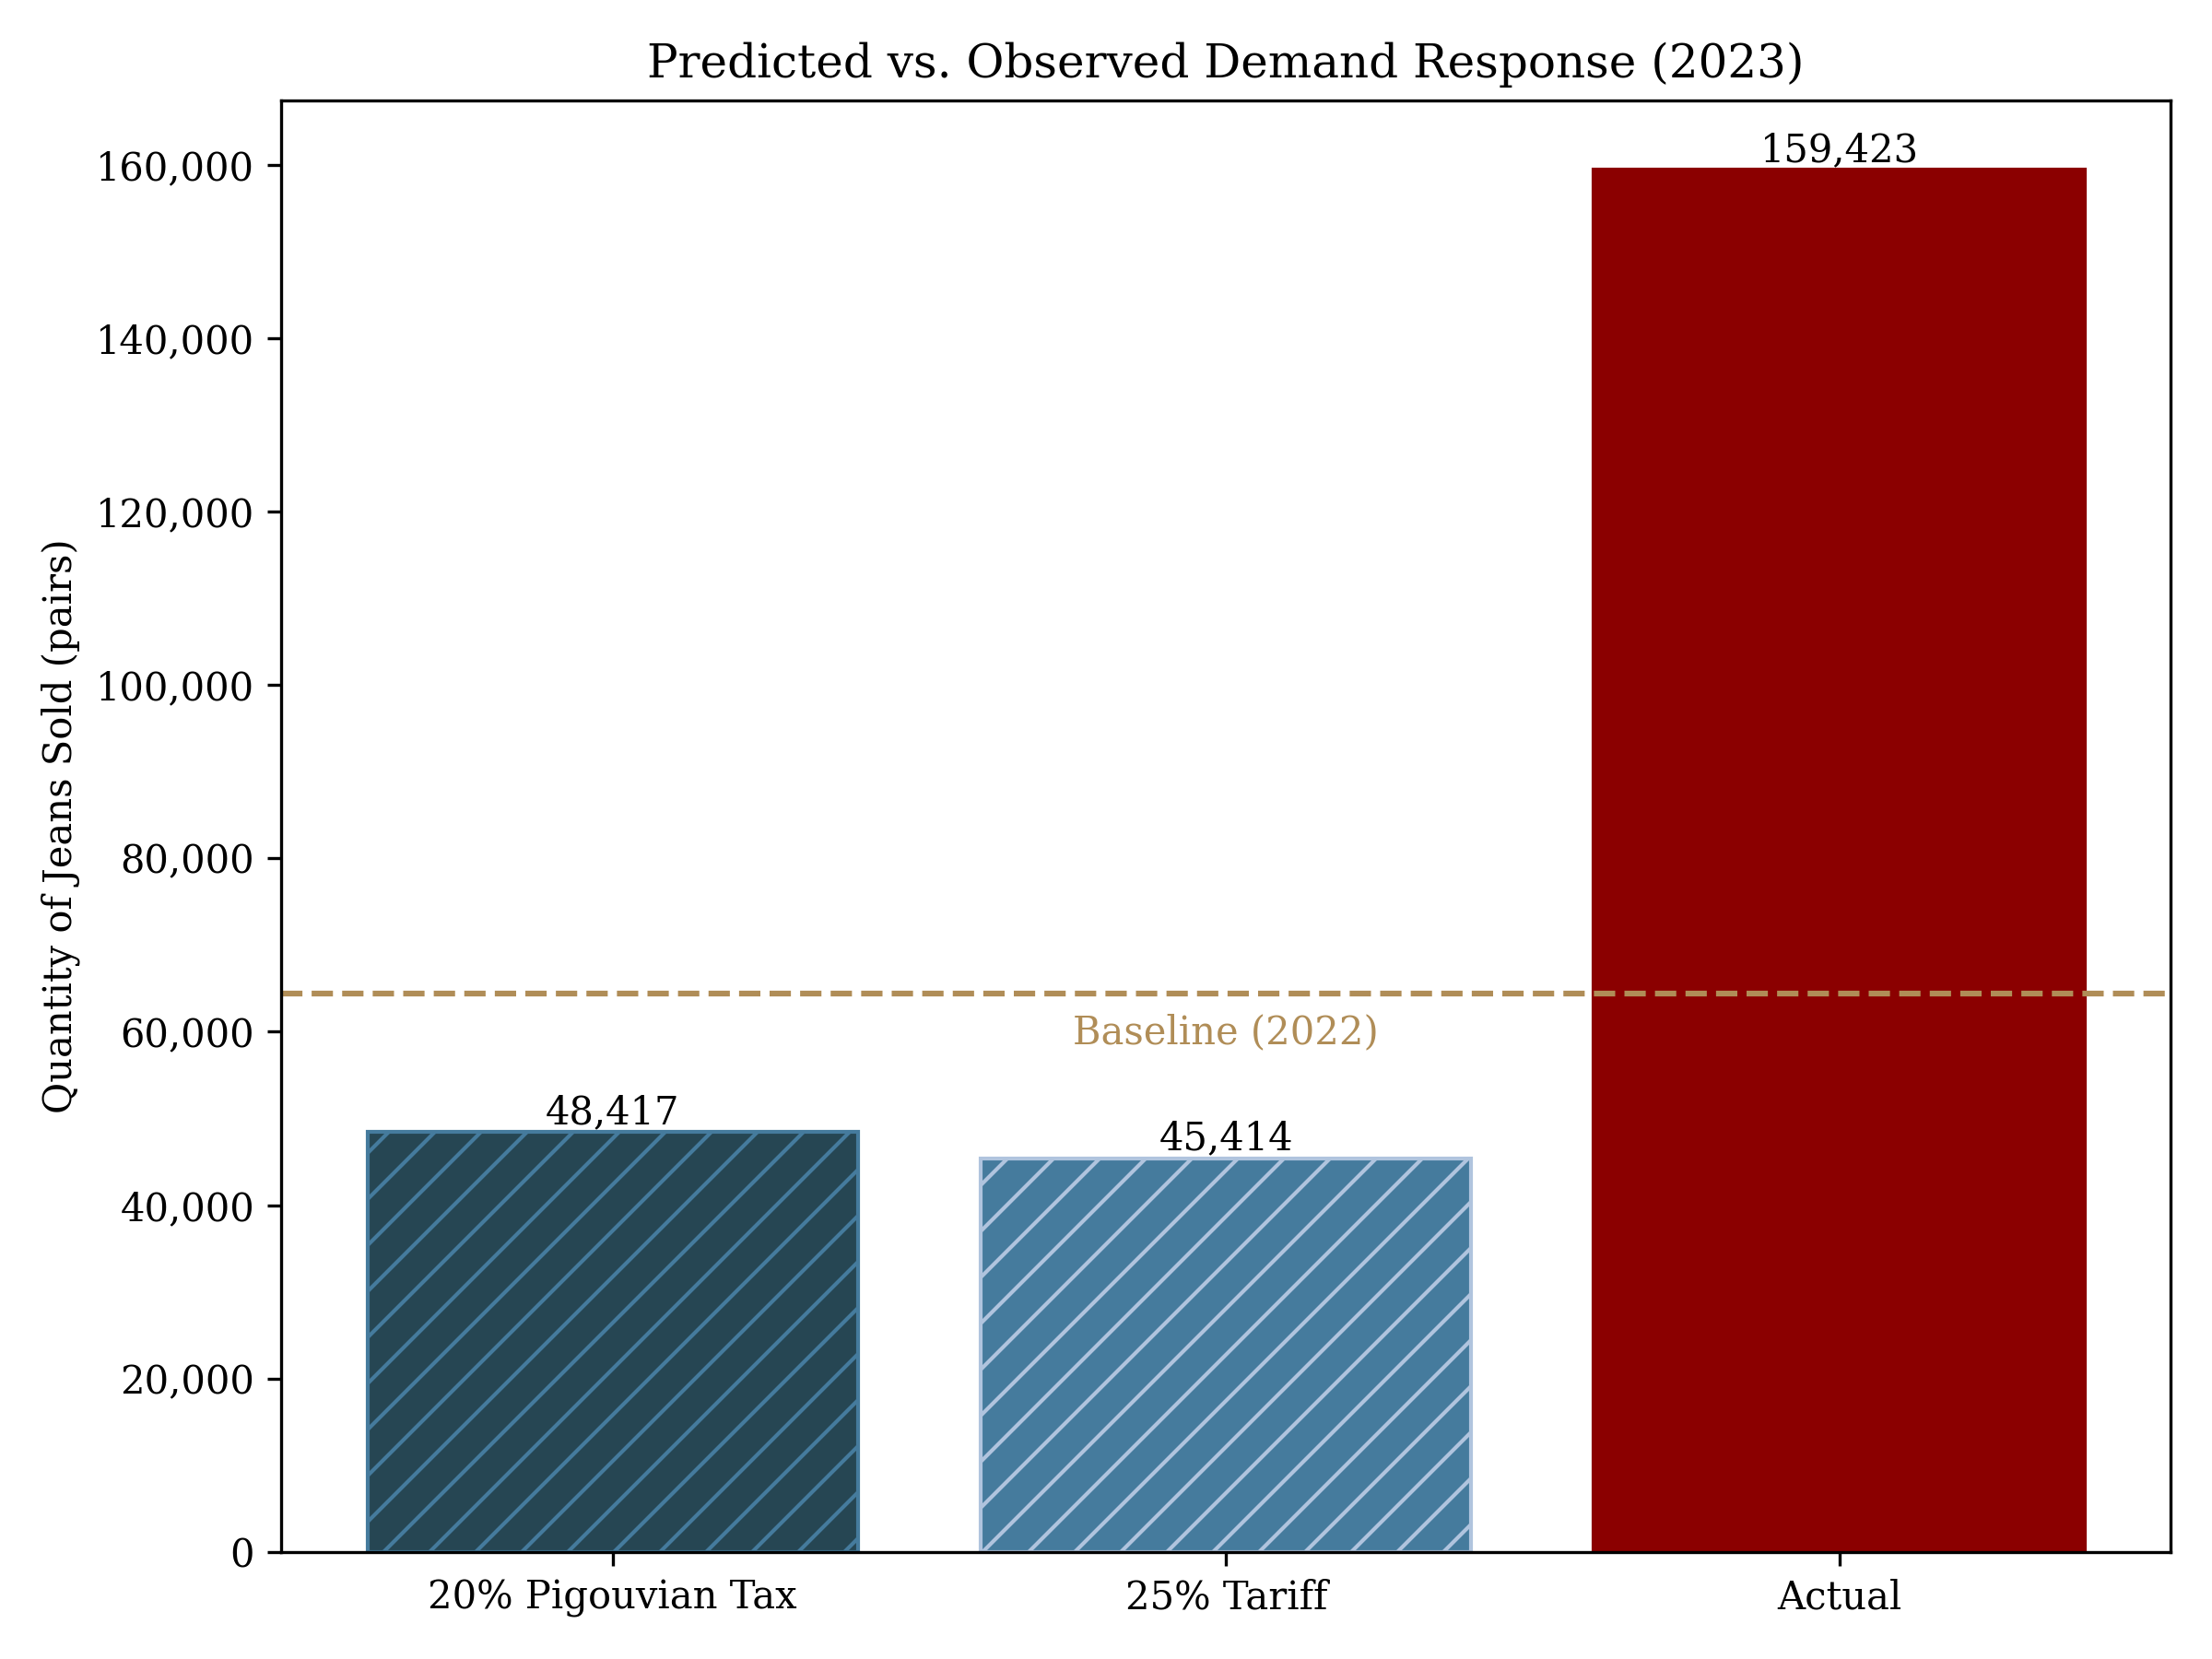 Predicted vs. Observed Demand Response (2023)
Quantity of Jeans Sold (pairs)
160,000
140,000
120,000
100,000
80,000
60,000
40,000
20,000
0
159,423
Baseline (2022)
48,417
45,414
20% Pigouvian Tax
25% Tariff
Actual